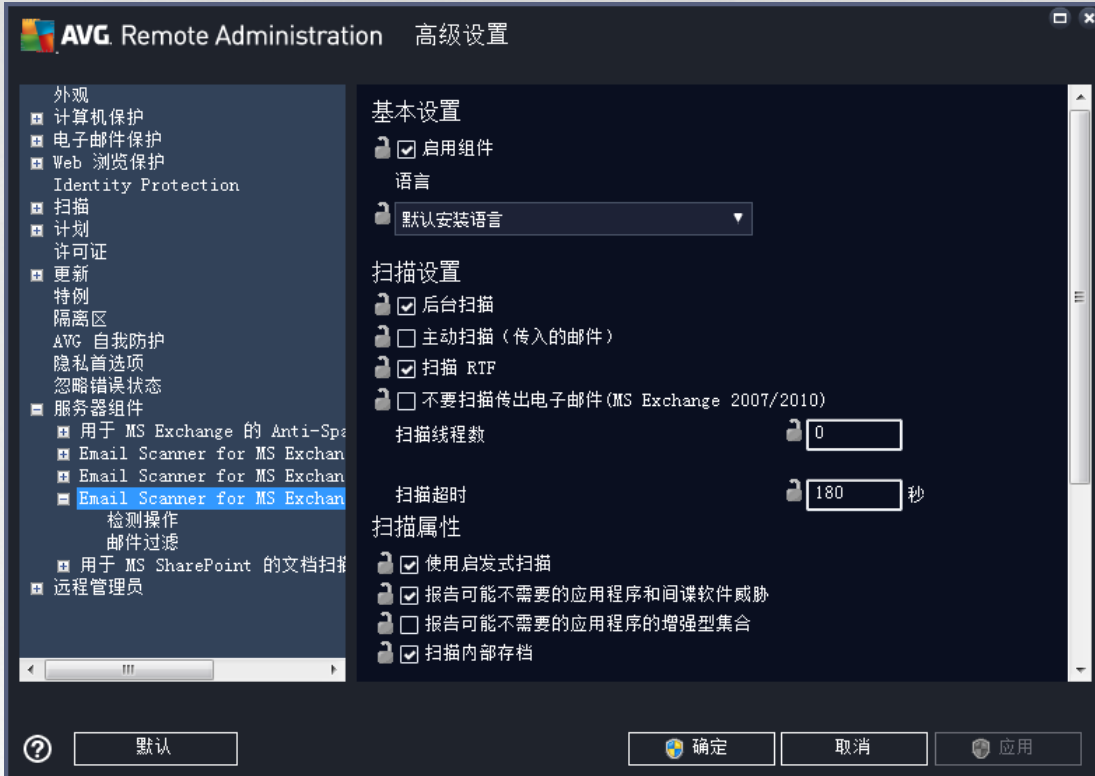 AVG. Remote Administration 高级设置
外观
计算机保护
电子邮件保护
Web 浏览保护
Identity Protection
扫描
计划
许可证
更新
特例
隔离区
AVG 自我防护
隐私首选项
忽略错误状态
服务器组件
用于 MS Exchange 的 Anti-Spa
Email Scanner for MS Exchan
Email Scanner for MS Exchan
Email Scanner for MS Exchan
检测操作
邮件过滤
用于 MS SharePoint 的文档扫描
远程管理员
基本设置
启用组件
语言
默认安装语言
扫描设置
后台扫描
主动扫描（传入的邮件）
扫描 RTF
不要扫描传出电子邮件(MS Exchange 2007/2010)
扫描线程数 0
扫描超时 180 秒
扫描属性
使用启发式扫描
报告可能不需要的应用程序和间谍软件威胁
报告可能不需要的应用程序的增强型集合
扫描内部存档
默认 确定 取消 应用